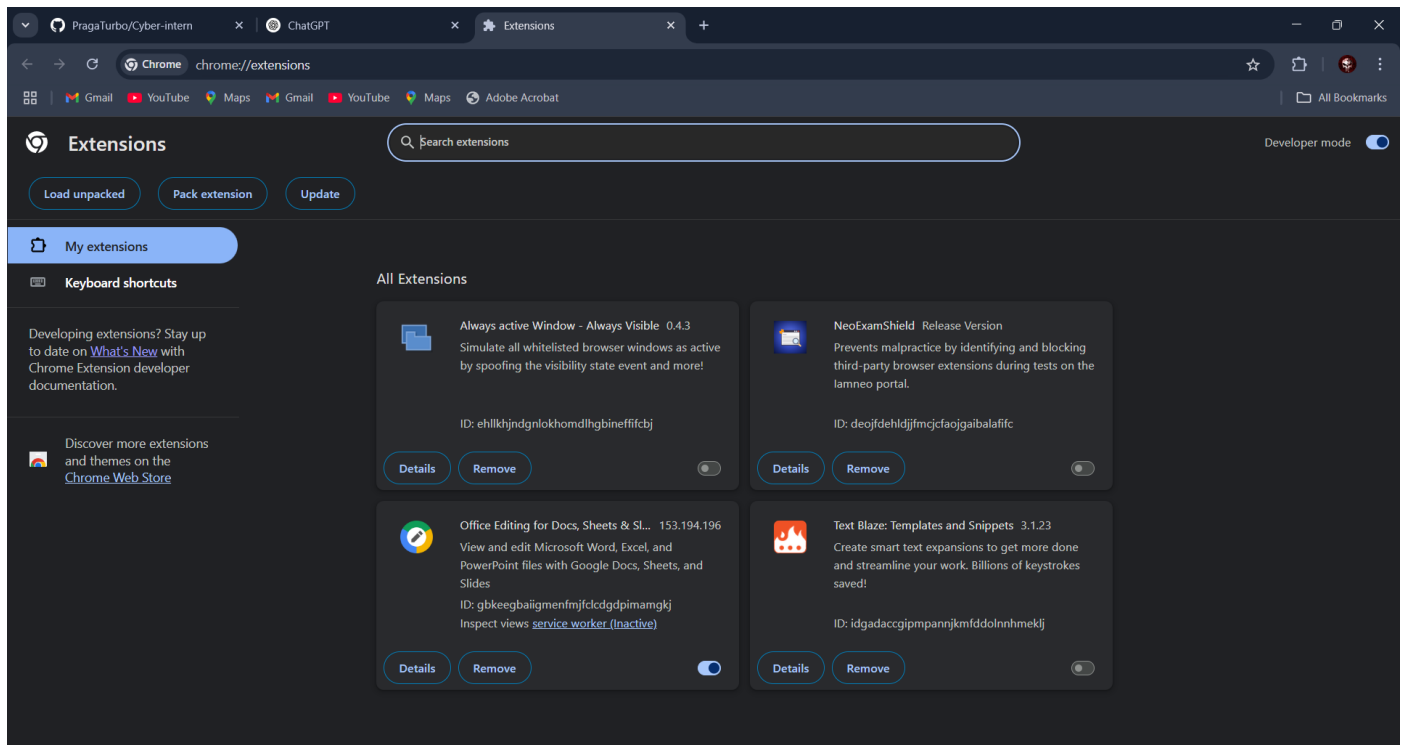 PragaTurbo/Cyber-intern
ChatGPT
Extensions
Chrome
chrome://extensions
Gmail
YouTube
Maps
Gmail
YouTube
Maps
Adobe Acrobat
All Bookmarks
Extensions
Search extensions
Developer mode
Load unpacked
Pack extension
Update
My extensions
Keyboard shortcuts
Developing extensions? Stay up
to date on What's New with
Chrome Extension developer
documentation.
Discover more extensions
and themes on the
Chrome Web Store
All Extensions
Always active Window - Always Visible 0.4.3
Simulate all whitelisted browser windows as active
by spoofing the visibility state event and more!
ID: ehllkhjndgnlokhomdlhgbineffifcbj
Details
Remove
NeoExamShield Release Version
Prevents malpractice by identifying and blocking
third-party browser extensions during tests on the
Iamneo portal.
ID: deojfdehldjjfmcjcfaojgaibalafifc
Details
Remove
Office Editing for Docs, Sheets & Sl... 153.194.196
View and edit Microsoft Word, Excel, and
PowerPoint files with Google Docs, Sheets, and
Slides
ID: gbkeegbaiigmenfmjfclcdgdpimamgkj
Inspect views service worker (Inactive)
Details
Remove
Text Blaze: Templates and Snippets 3.1.23
Create smart text expansions to get more done
and streamline your work. Billions of keystrokes
saved!
ID: idgadaccgipmpannjkmfddolnnhmeklj
Details
Remove